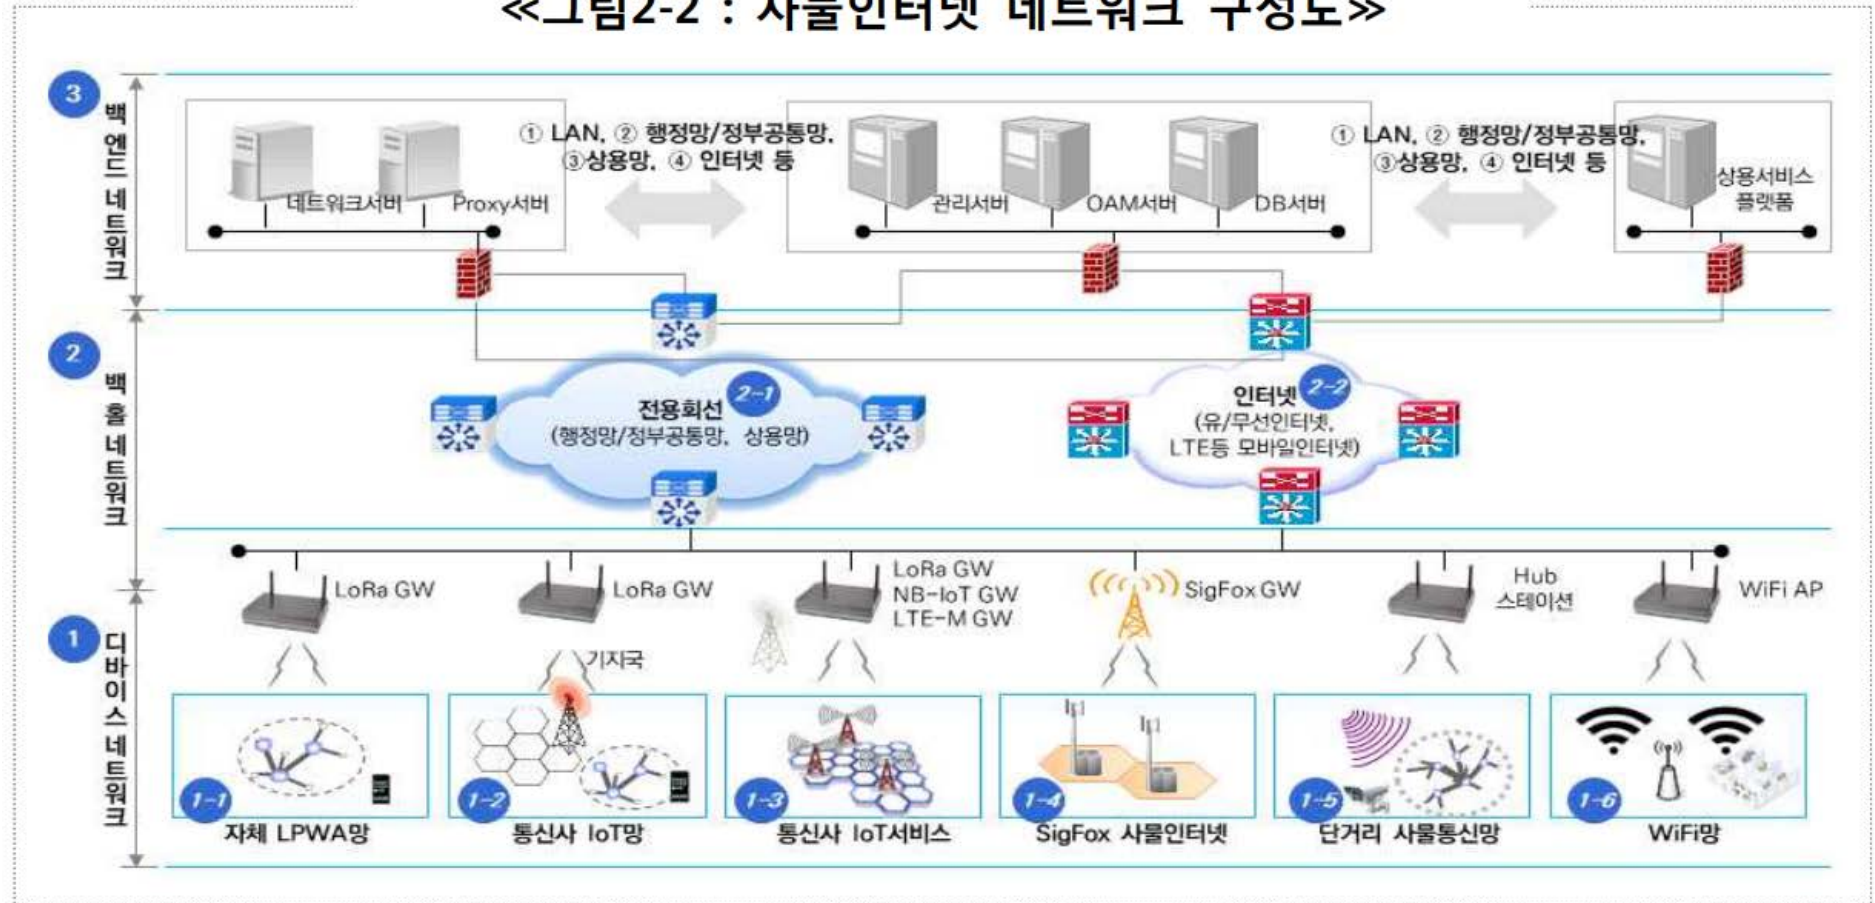 ≪그림2-2 : 사물인터넷 네트워크 구성도≫
3
백엔드 네트워크
① LAN, ② 행정망/정부공통망,
③상용망, ④ 인터넷 등
① LAN, ② 행정망/정부공통망,
③상용망, ④ 인터넷 등
네트워크서버
Proxy서버
관리서버
OAM서버
DB서버
상용서비스
플랫폼
2
백홀 네트워크
전용회선
2-1
(행정망/정부공통망, 상용망)
인터넷
2-2
(유/무선인터넷,
LTE등 모바일인터넷)
1
디바이스 네트워크
LoRa GW
LoRa GW
LoRa GW
NB-IoT GW
LTE-M GW
SigFox GW
Hub
스테이션
WiFi AP
기지국
1-1
자체 LPWA망
1-2
통신사 IoT망
1-3
통신사 IoT서비스
1-4
SigFox 사물인터넷
1-5
단거리 사물통신망
1-6
WiFi망